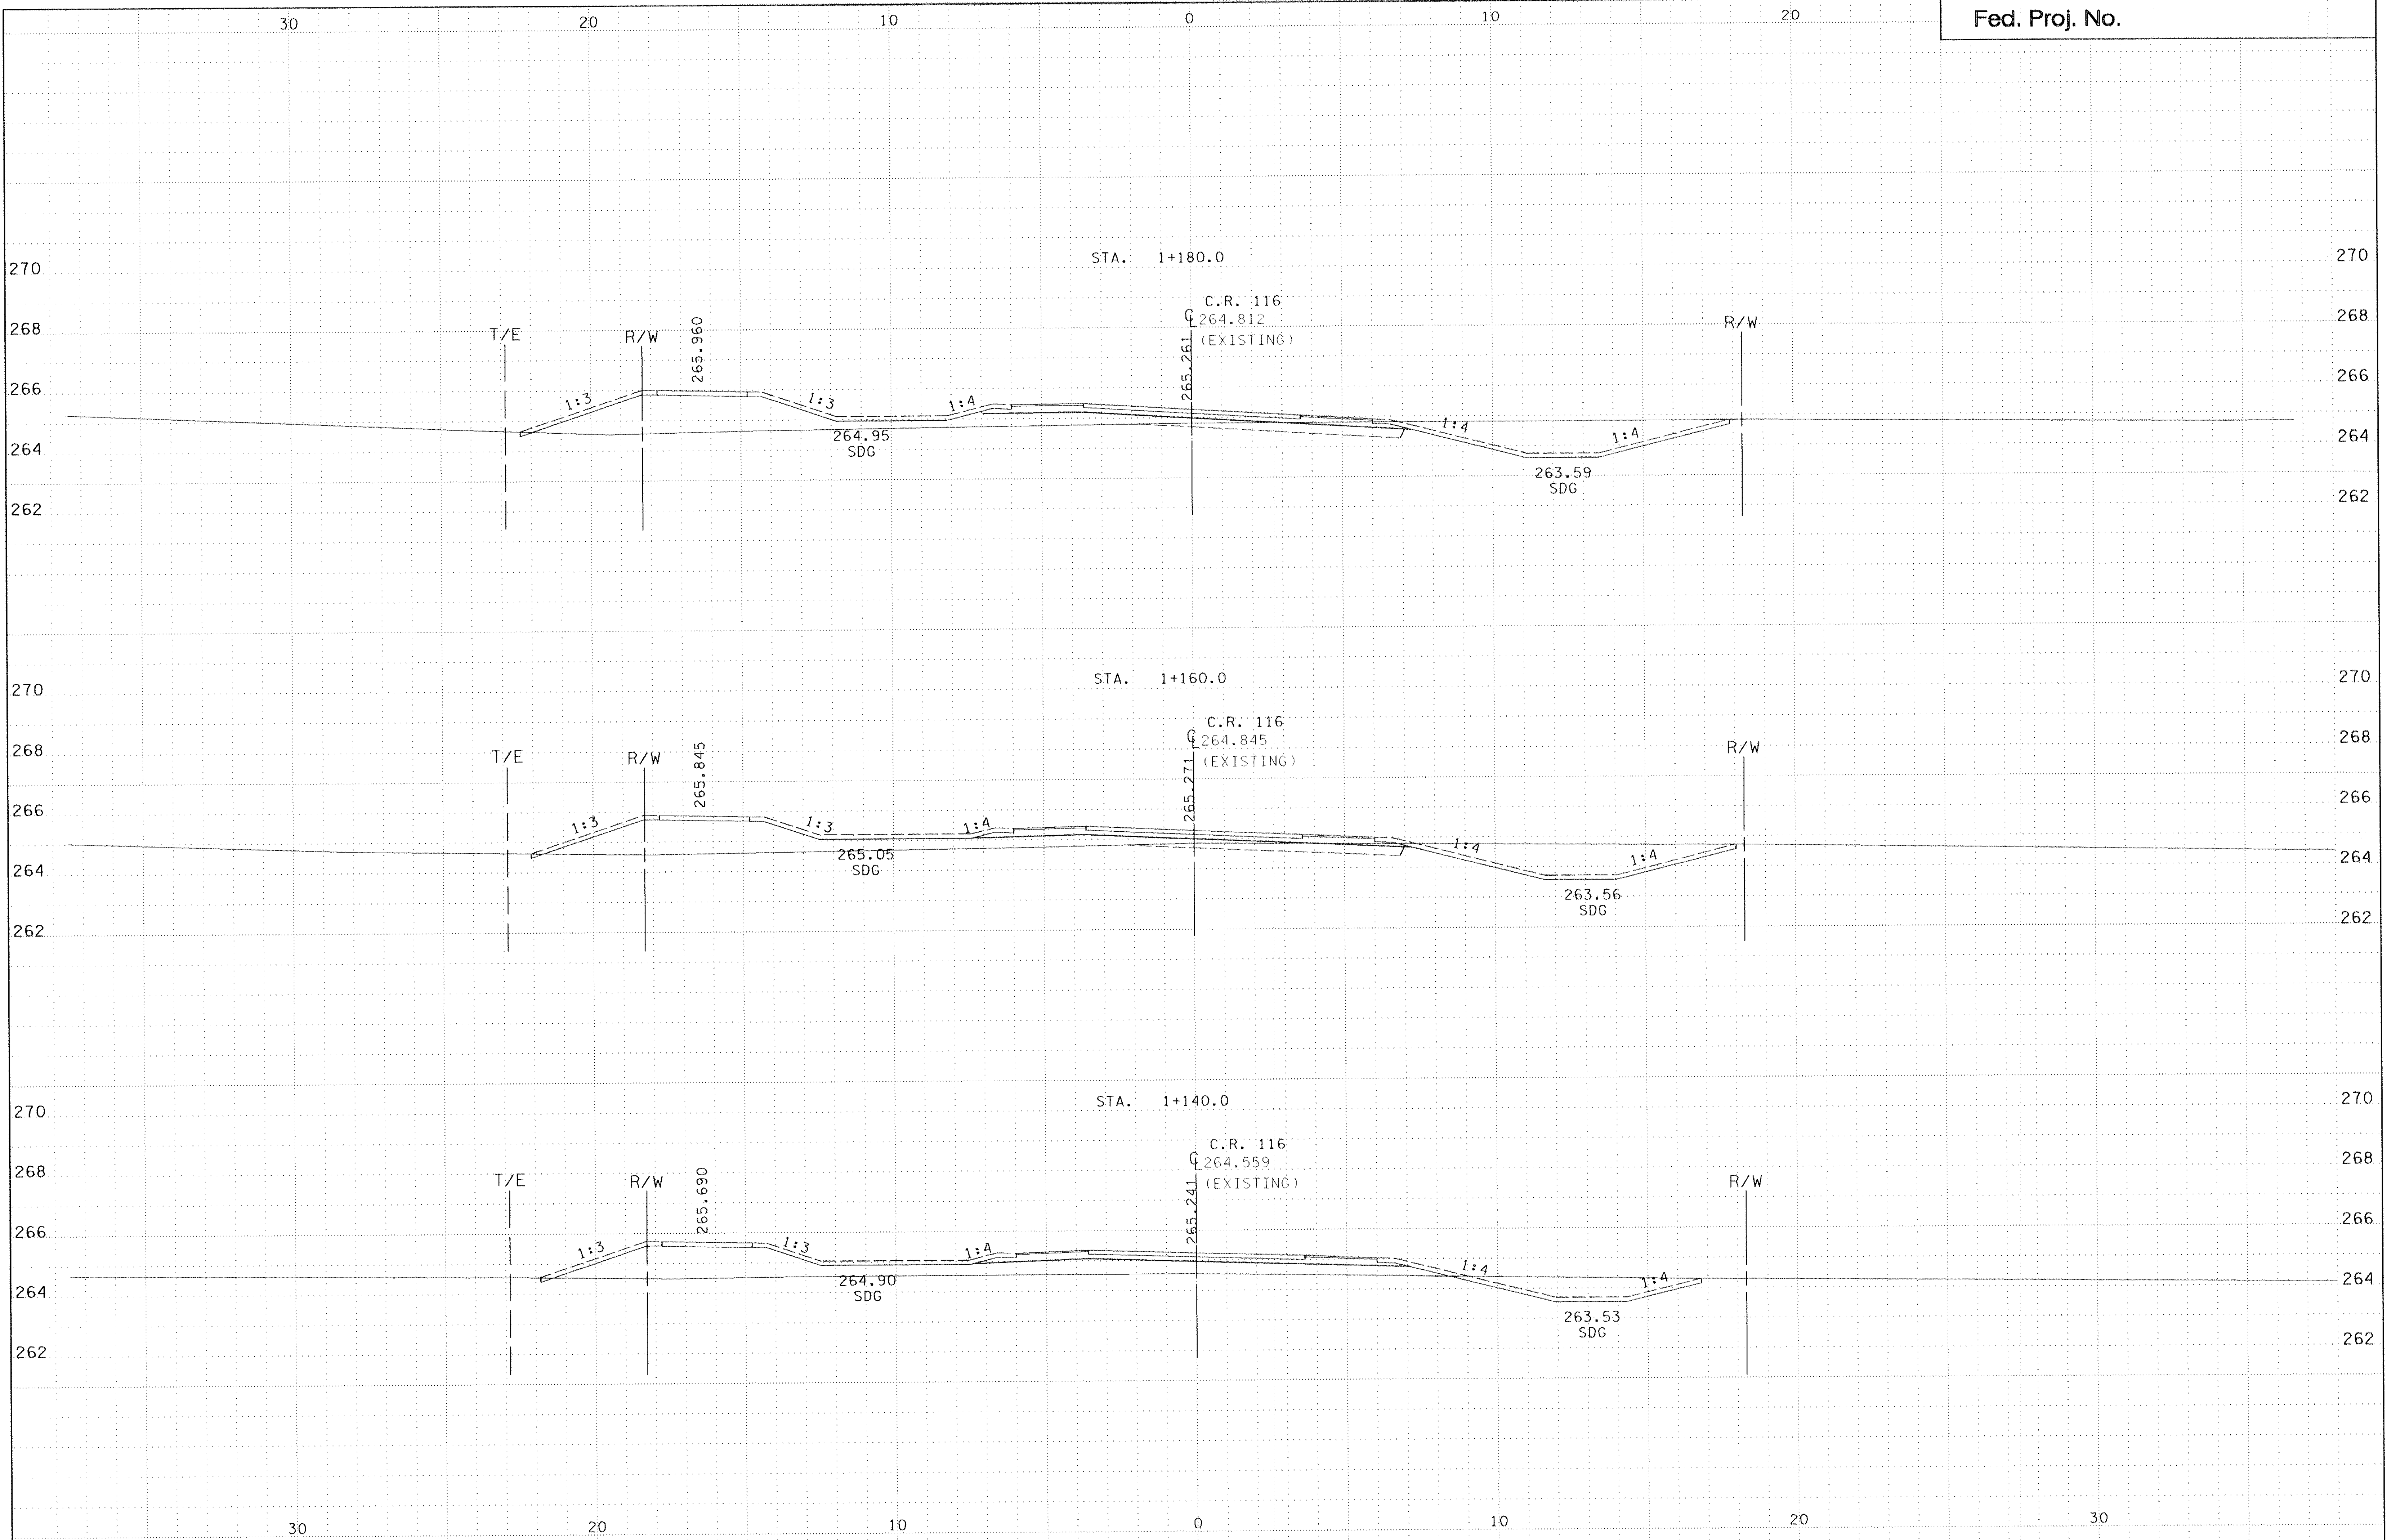 30 20 10 0 10 20
Fed. Proj. No.
STA. 1+180.0
270 270
C.R. 116
℄ 264.812
(EXISTING)
268 268
T/E R/W 265.960 265.261 R/W
266 266
1:3 1:3 1:4 1:4 1:4
264.95
SDG
264 264
263.59
SDG
262 262
STA. 1+160.0
270 270
C.R. 116
℄ 264.845
(EXISTING)
268 268
T/E R/W 265.845 265.271 R/W
266 266
1:3 1:3 1:4 1:4 1:4
265.05
SDG
264 264
263.56
SDG
262 262
STA. 1+140.0
270 270
C.R. 116
℄ 264.559
(EXISTING)
268 268
T/E R/W 265.690 265.241 R/W
266 266
1:3 1:3 1:4 1:4 1:4
264.90
SDG
264 264
263.53
SDG
262 262
30 20 10 0 10 20 30